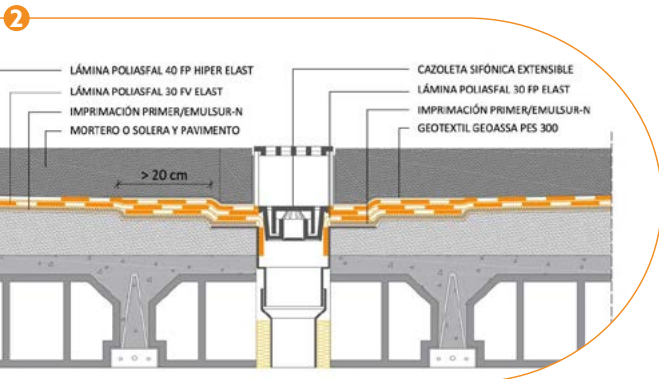 2
LÁMINA POLIASFAL 40 FP HIPER ELAST
LÁMINA POLIASFAL 30 FV ELAST
IMPRIMACIÓN PRIMER/EMULSUR-N
MORTERO O SOLERA Y PAVIMENTO
CAZOLETA SIFÓNICA EXTENSIBLE
LÁMINA POLIASFAL 30 FP ELAST
IMPRIMACIÓN PRIMER/EMULSUR-N
GEOTEXTIL GEOASSA PES 300
> 20 cm